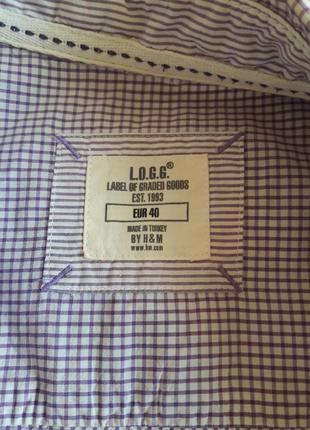 L.O.G.G.®
LABEL OF GRADED GOODS
EST. 1993
EUR 40
MADE IN TURKEY
BY H&M
www.hm.com